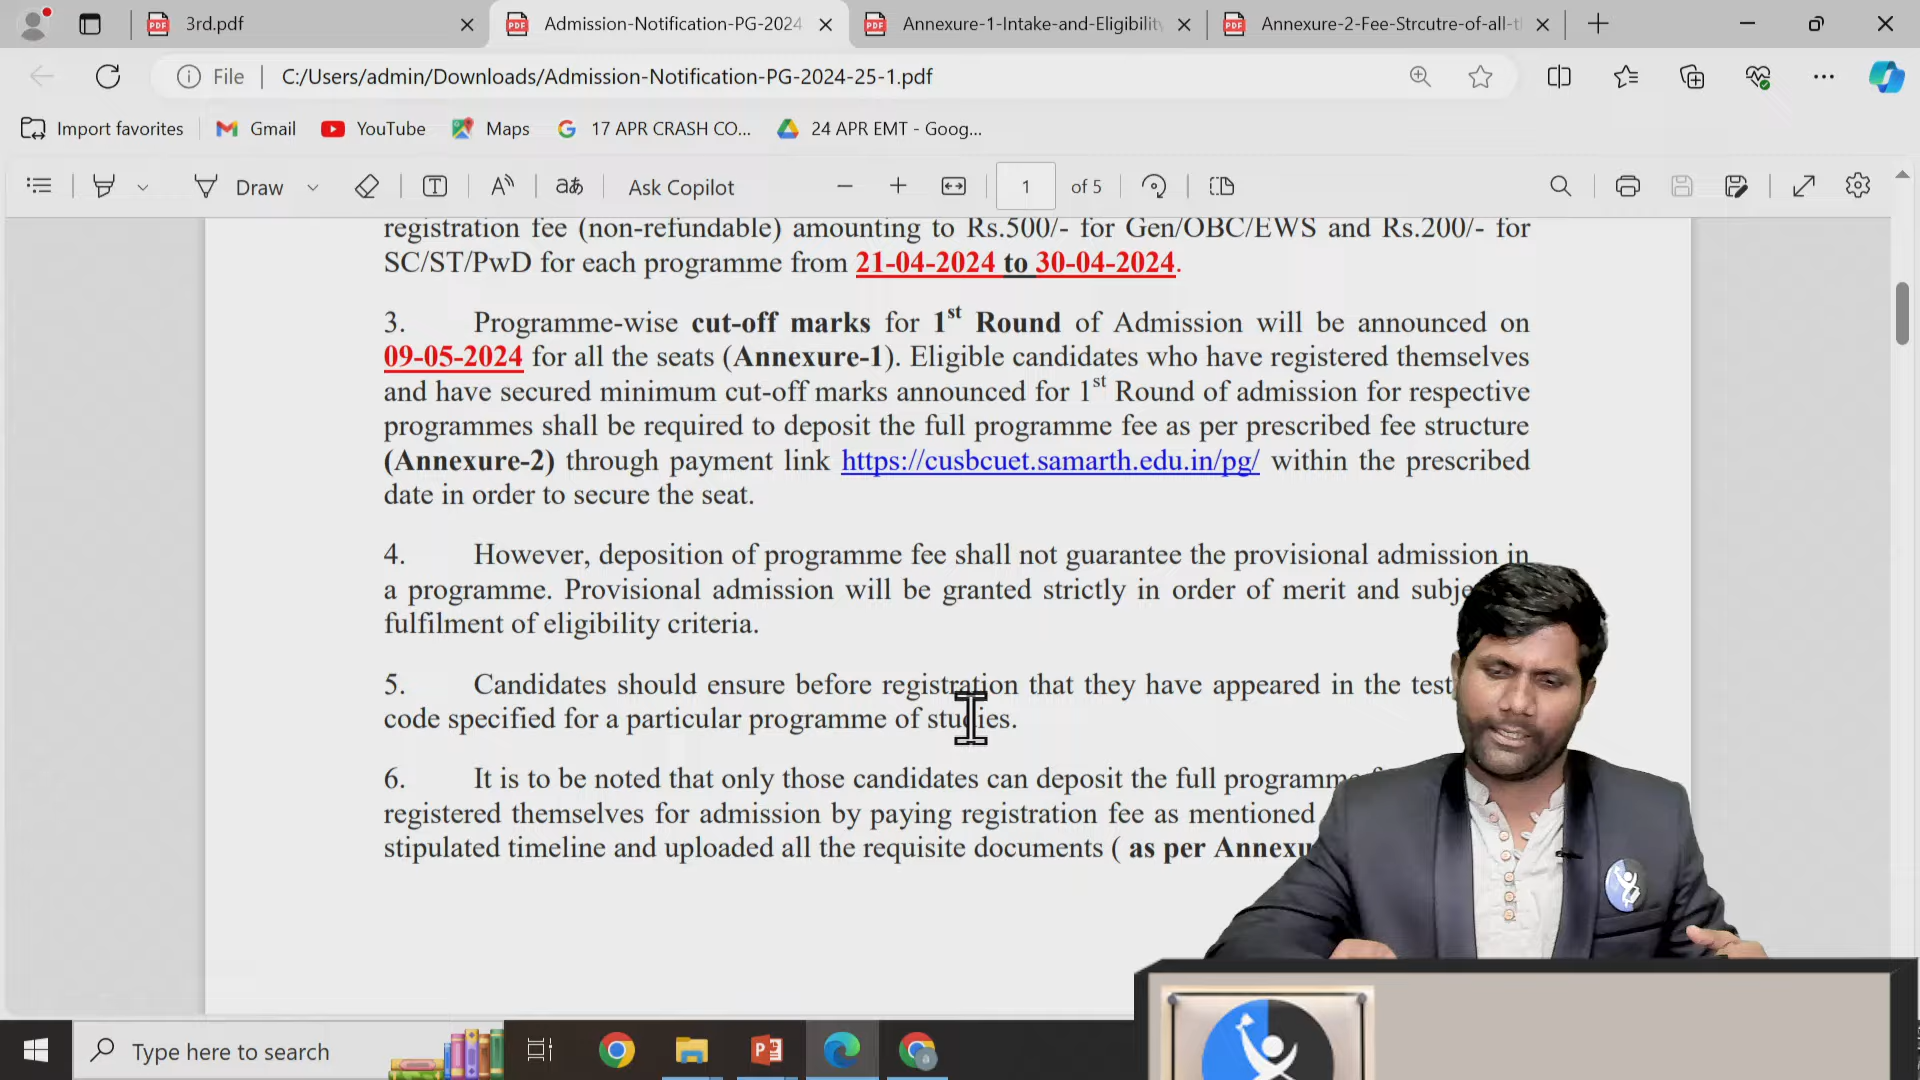 3rd.pdf
Admission-Notification-PG-2024
Annexure-1-Intake-and-Eligibility
Annexure-2-Fee-Strcutre-of-all-t
File
C:/Users/admin/Downloads/Admission-Notification-PG-2024-25-1.pdf
Import favorites
Gmail
YouTube
Maps
17 APR CRASH CO...
24 APR EMT - Goog...
Draw
Ask Copilot
1
of 5
registration fee (non-refundable) amounting to Rs.500/- for Gen/OBC/EWS and Rs.200/- for
SC/ST/PwD for each programme from 21-04-2024 to 30-04-2024.
3. Programme-wise cut-off marks for 1st Round of Admission will be announced on
09-05-2024 for all the seats (Annexure-1). Eligible candidates who have registered themselves
and have secured minimum cut-off marks announced for 1st Round of admission for respective
programmes shall be required to deposit the full programme fee as per prescribed fee structure
(Annexure-2) through payment link https://cusbcuet.samarth.edu.in/pg/ within the prescribed
date in order to secure the seat.
4. However, deposition of programme fee shall not guarantee the provisional admission in
a programme. Provisional admission will be granted strictly in order of merit and subje
fulfilment of eligibility criteria.
5. Candidates should ensure before registration that they have appeared in the test
code specified for a particular programme of studies.
6. It is to be noted that only those candidates can deposit the full programme
registered themselves for admission by paying registration fee as mentioned
stipulated timeline and uploaded all the requisite documents ( as per Annexu
Type here to search